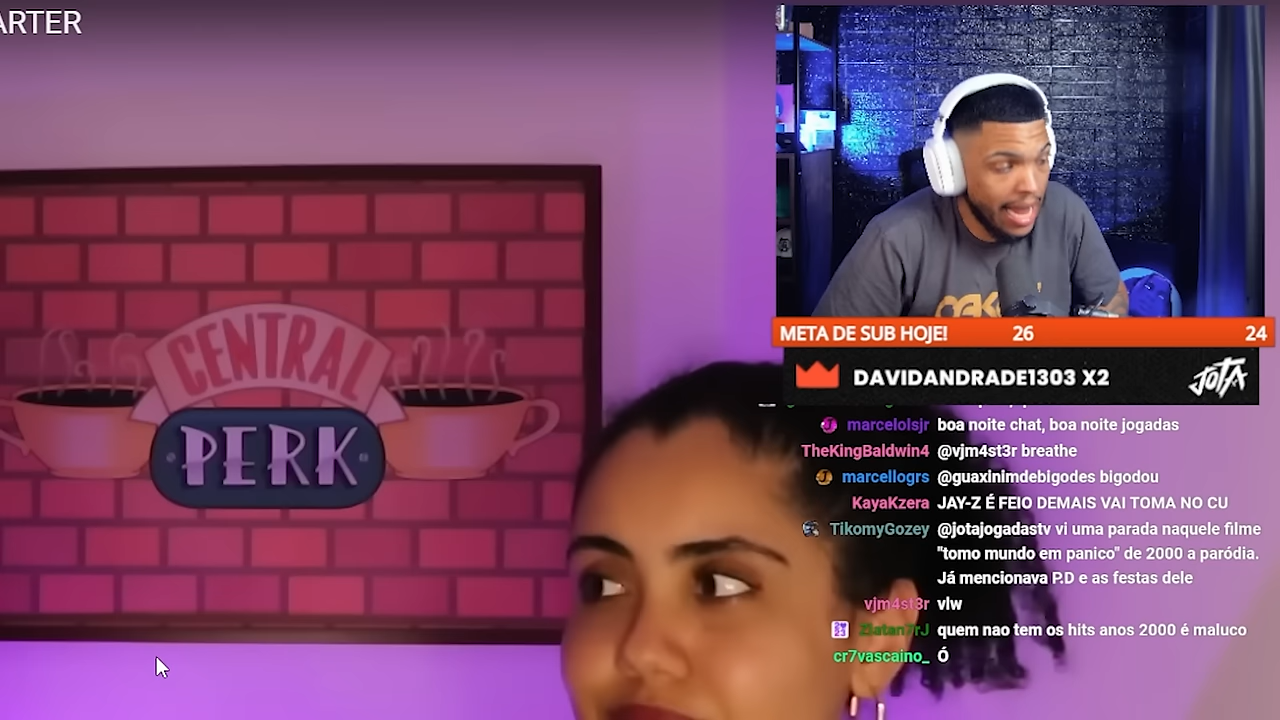 ARTER
CENTRAL
PERK
META DE SUB HOJE! 26 24
DAVIDANDRADE1303 X2
JOTA
marcelolsjr boa noite chat, boa noite jogadas
TheKingBaldwin4 @vjm4st3r breathe
marcellogrs @guaxinimdebigodes bigodou
KayaKzera JAY-Z É FEIO DEMAIS VAI TOMA NO CU
TikomyGozey @jotajogadastv vi uma parada naquele filme
"tomo mundo em panico" de 2000 a paródia.
Já mencionava P.D e as festas dele
vjm4st3r vlw
Zlatan7rJ quem nao tem os hits anos 2000 é maluco
cr7vascaino_ Ó